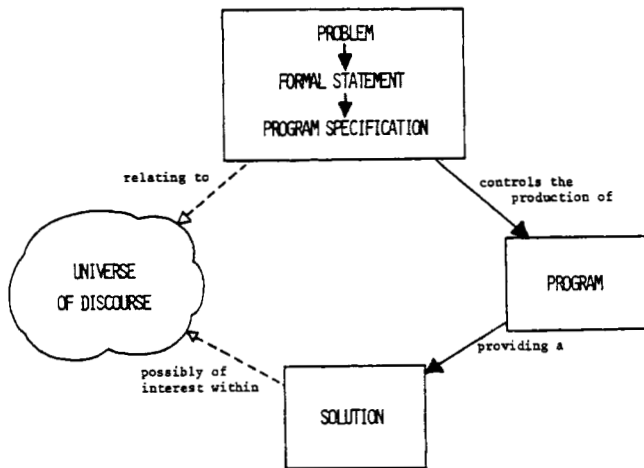 PROBLEM
FORMAL STATEMENT
PROGRAM SPECIFICATION
relating to
controls the
production of
UNIVERSE
OF DISCOURSE
PROGRAM
providing a
possibly of
interest within
SOLUTION